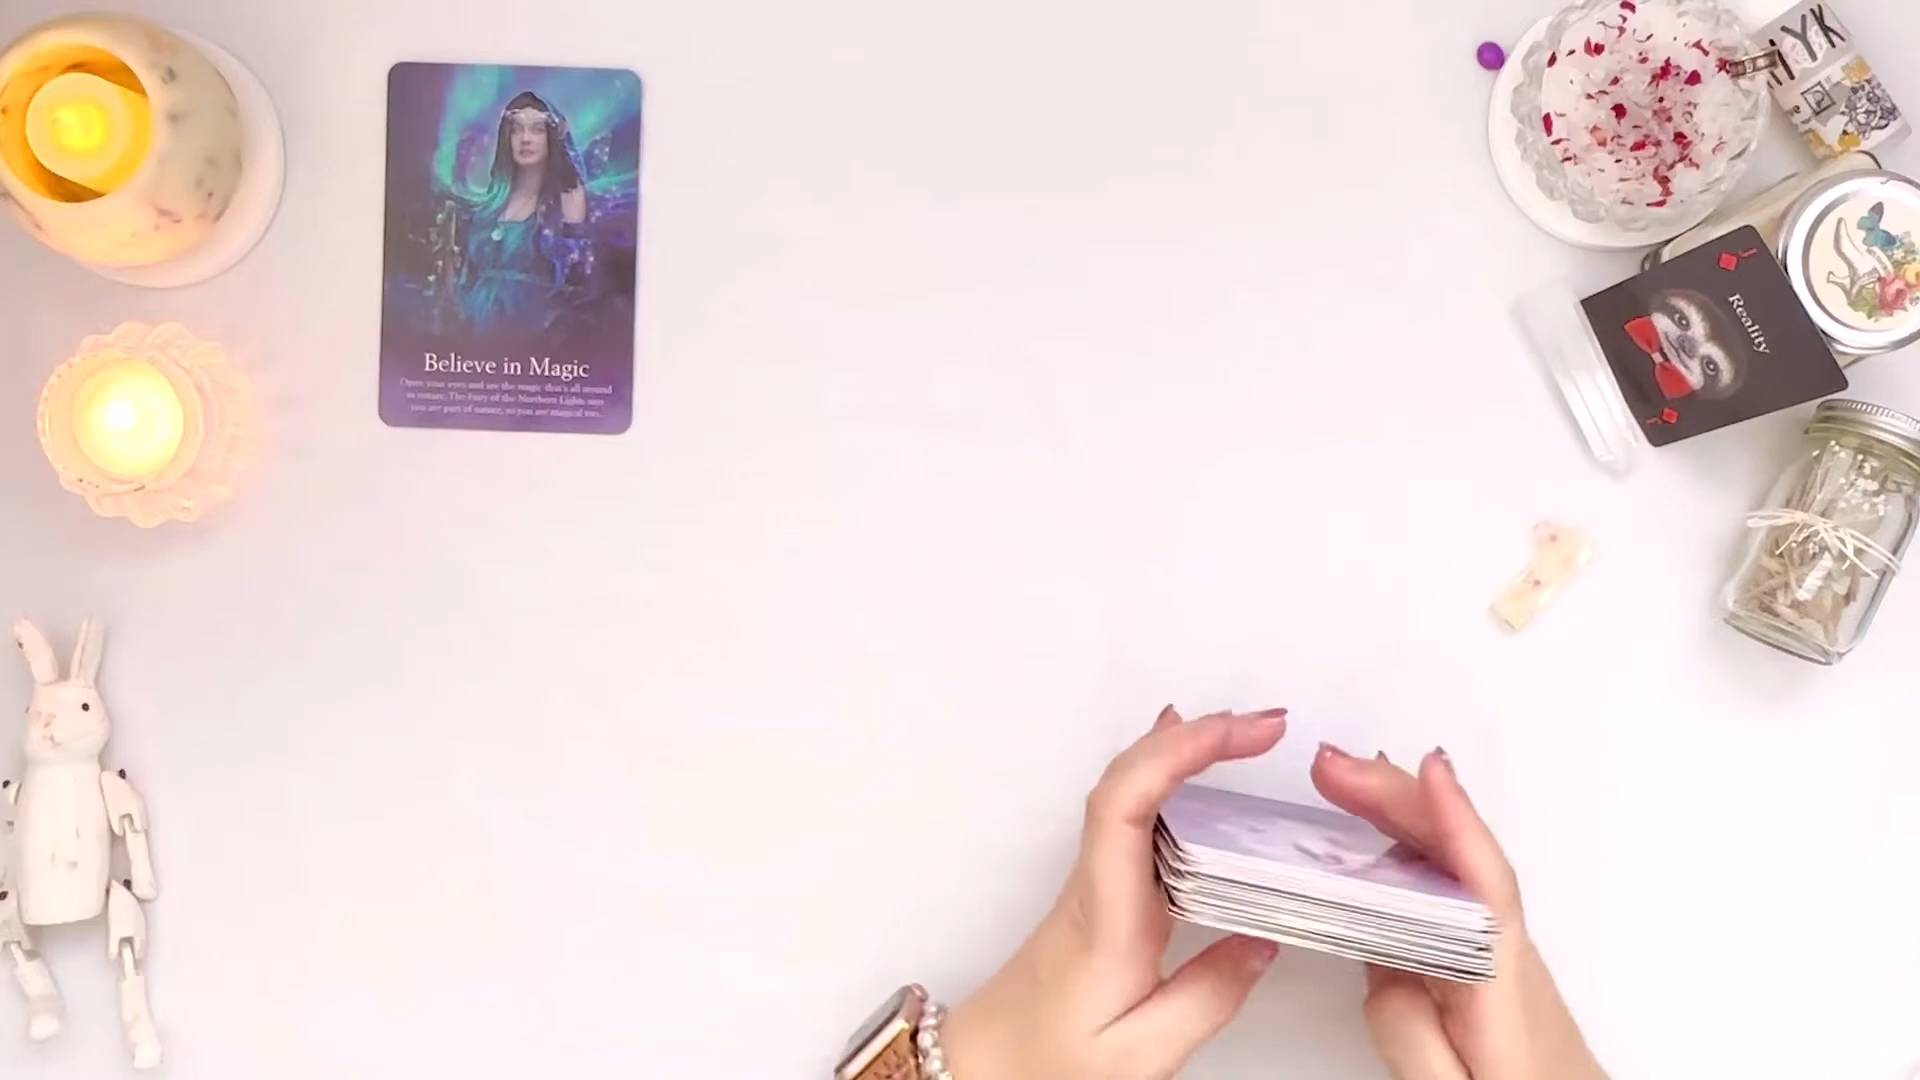 Believe in Magic
Open your eyes and see the magic that's all around
in nature. The Fairy of the Northern Lights says
you are part of nature, so you are magical too.
J
Reality
J